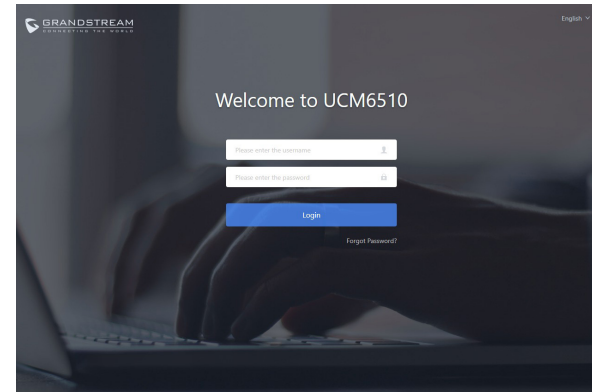 GRANDSTREAM
CONNECTING THE WORLD
English
Welcome to UCM6510
Please enter the username
Please enter the password
Login
Forgot Password?